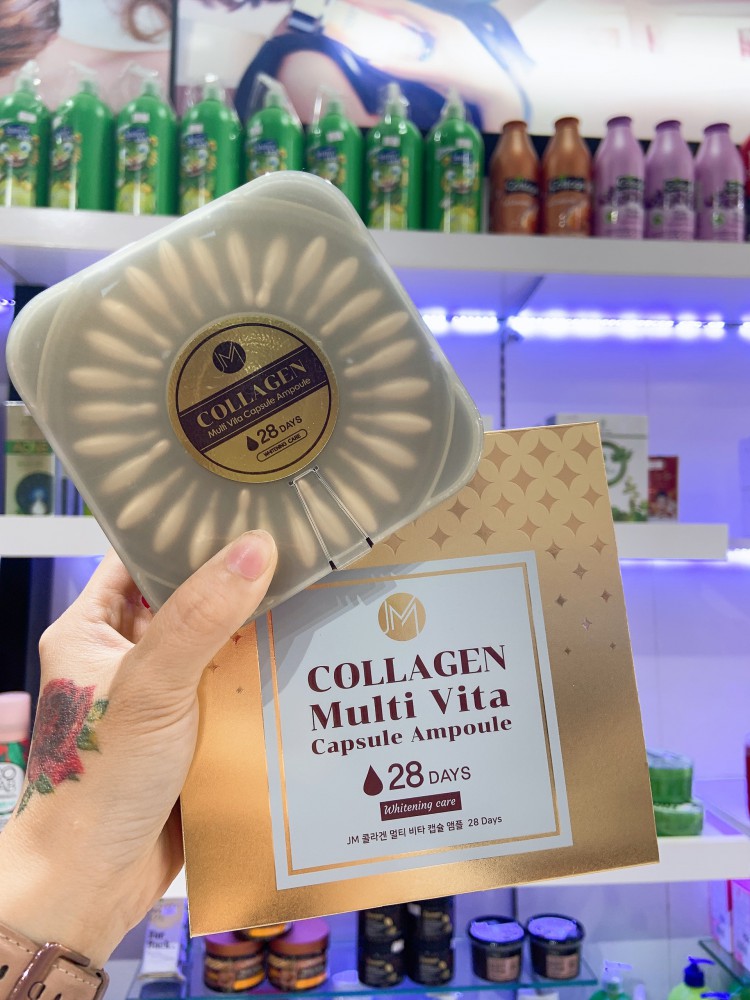 JM
COLLAGEN
Multi Vita Capsule Ampoule
28 DAYS
WHITENING CARE
JM
COLLAGEN
Multi Vita
Capsule Ampoule
28 DAYS
Whitening care
JM 콜라겐 멀티 비타 캡슐 앰플 28 Days